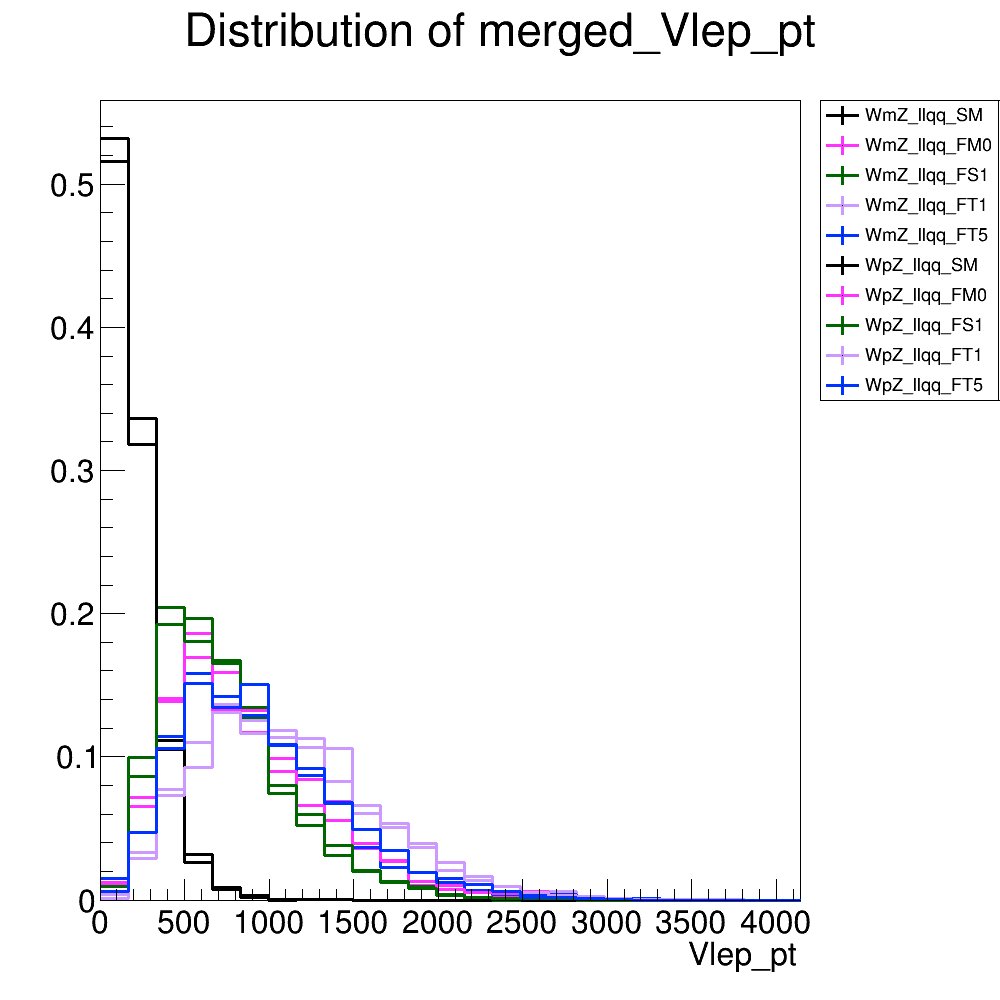 Distribution of merged_Vlep_pt
WmZ_llqq_SM
WmZ_llqq_FM0
WmZ_llqq_FS1
WmZ_llqq_FT1
WmZ_llqq_FT5
WpZ_llqq_SM
WpZ_llqq_FM0
WpZ_llqq_FS1
WpZ_llqq_FT1
WpZ_llqq_FT5
0.5
0.4
0.3
0.2
0.1
0
0 500 1000 1500 2000 2500 3000 3500 4000
Vlep_pt